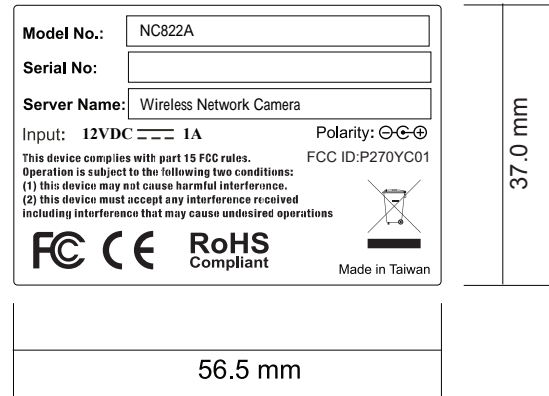 Model No.: NC822A
Serial No:
Server Name: Wireless Network Camera
Input: 12VDC 1A Polarity:
This device complies with part 15 FCC rules. FCC ID:P270YC01
Operation is subject to the following two conditions:
(1) this device may not cause harmful interference.
(2) this device must accept any interference received
including interference that may cause undesired operations
FC CE RoHS
Compliant
Made in Taiwan
37.0 mm
56.5 mm